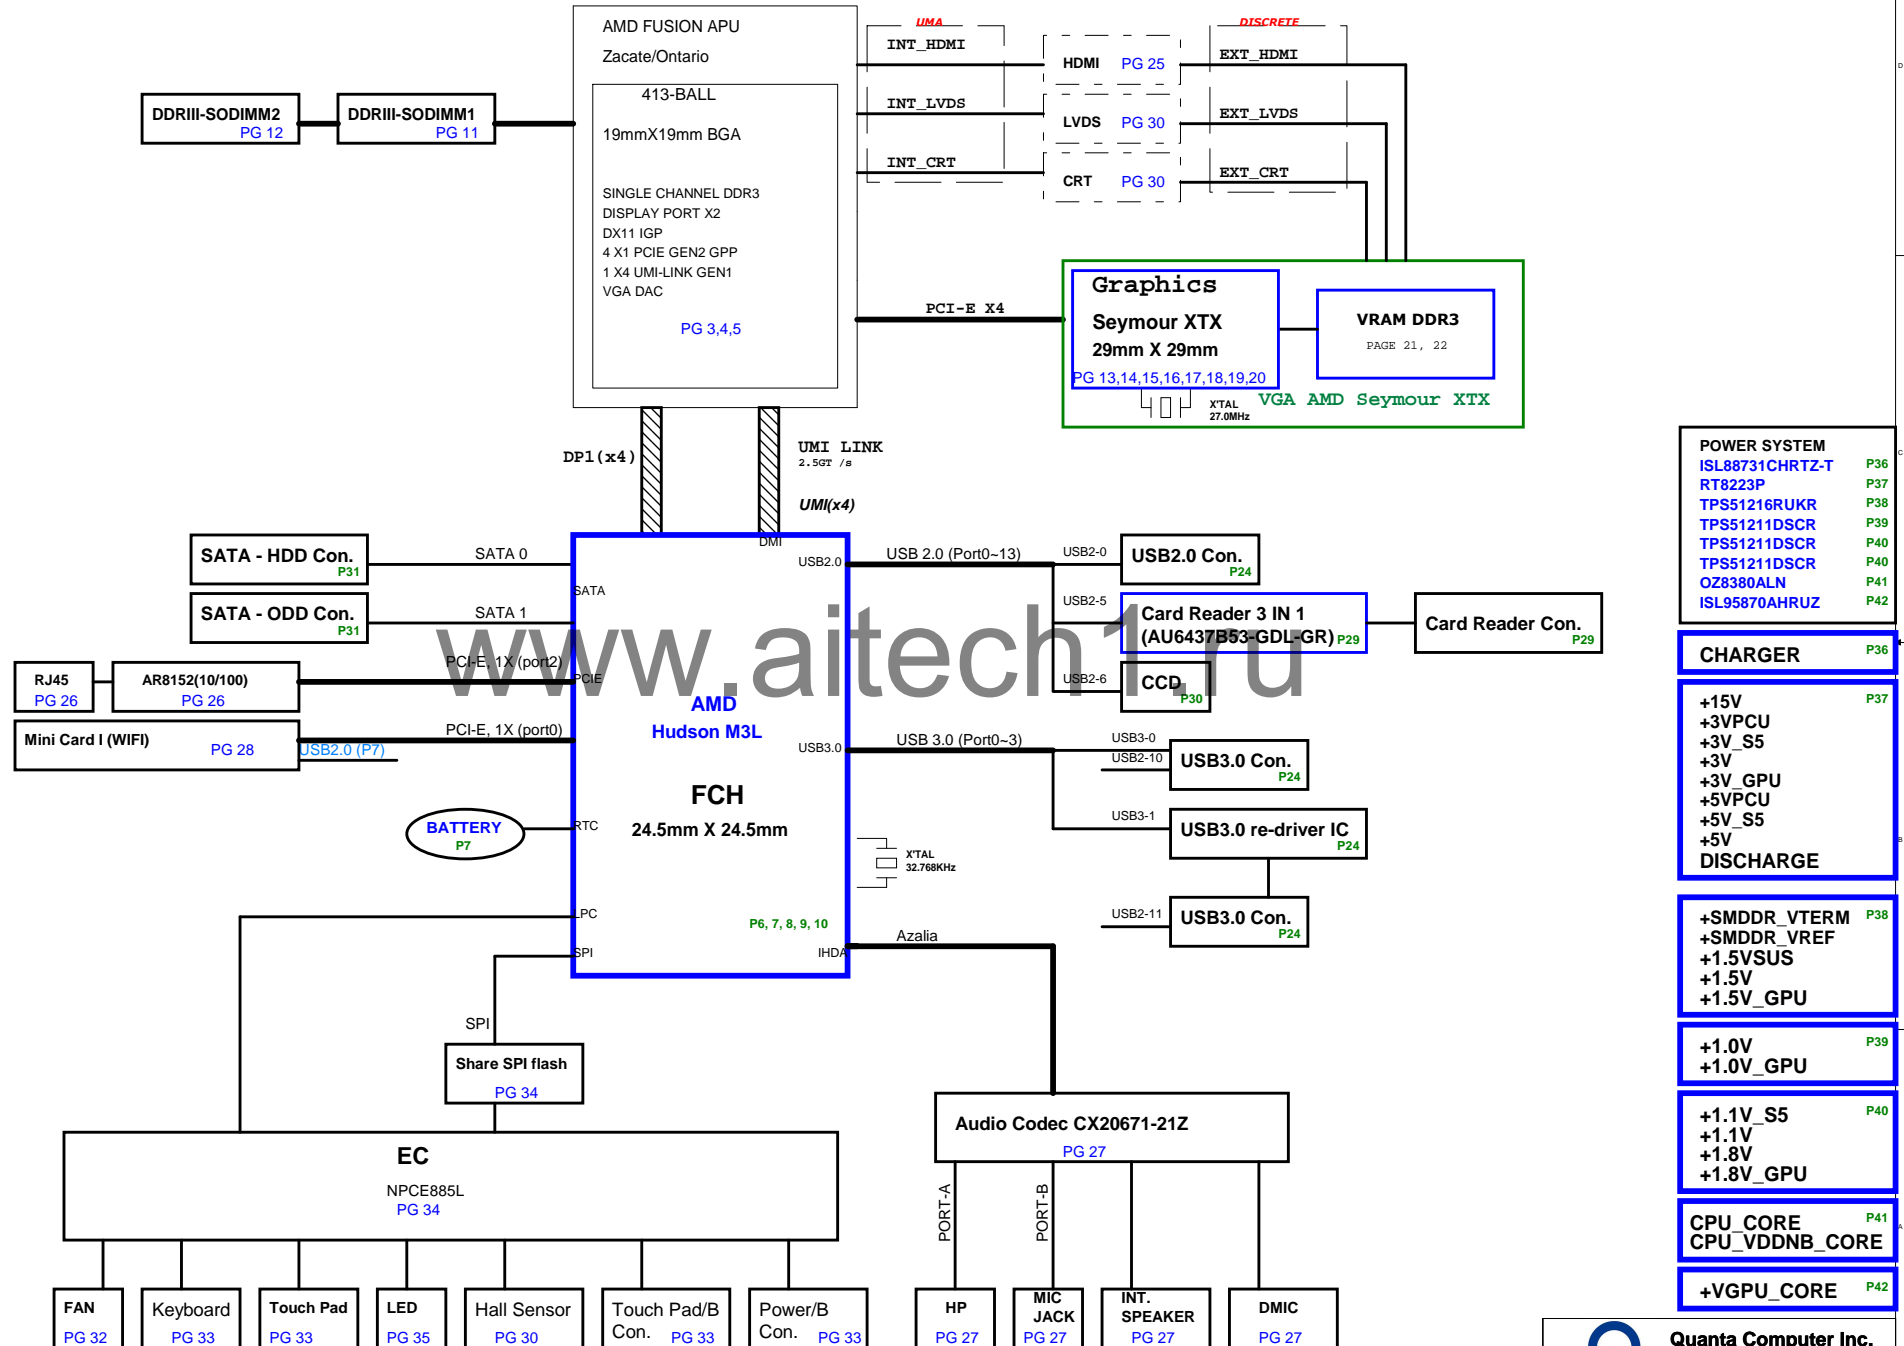 AMD FUSION APU
Zacate/Ontario
413-BALL
19mmX19mm BGA
SINGLE CHANNEL DDR3
DISPLAY PORT X2
DX11 IGP
4 X1 PCIE GEN2 GPP
1 X4 UMI-LINK GEN1
VGA DAC
PG 3,4,5
DDRIII-SODIMM2
PG 12
DDRIII-SODIMM1
PG 11
UMA
INT_HDMI
INT_LVDS
INT_CRT
HDMI PG 25
LVDS PG 30
CRT PG 30
DISCRETE
EXT_HDMI
EXT_LVDS
EXT_CRT
PCI-E X4
Graphics
Seymour XTX
29mm X 29mm
PG 13,14,15,16,17,18,19,20
VRAM DDR3
PAGE 21, 22
X'TAL
27.0MHz
VGA AMD Seymour XTX
DP1(x4)
UMI LINK
2.5GT /s
UMI(x4)
SATA - HDD Con.
P31
SATA 0
SATA - ODD Con.
P31
SATA 1
RJ45
PG 26
AR8152(10/100)
PG 26
PCI-E, 1X (port2)
Mini Card I (WIFI)
PG 28
PCI-E, 1X (port0)
USB2.0 (P7)
BATTERY
P7
DMI
SATA
PCIE
RTC
LPC
SPI
USB2.0
USB3.0
IHDA
AMD
Hudson M3L
FCH
24.5mm X 24.5mm
P6, 7, 8, 9, 10
X'TAL
32.768KHz
USB 2.0 (Port0~13)
USB2-0
USB2.0 Con.
P24
USB2-5
Card Reader 3 IN 1
(AU6437B53-GDL-GR) P29
Card Reader Con.
P29
USB2-6
CCD
P30
USB 3.0 (Port0~3)
USB3-0
USB2-10
USB3.0 Con.
P24
USB3-1
USB3.0 re-driver IC
P24
USB2-11
USB3.0 Con.
P24
Azalia
www.aitech1.ru
SPI
Share SPI flash
PG 34
EC
NPCE885L
PG 34
FAN
PG 32
Keyboard
PG 33
Touch Pad
PG 33
LED
PG 35
Hall Sensor
PG 30
Touch Pad/B
Con. PG 33
Power/B
Con. PG 33
Audio Codec CX20671-21Z
PG 27
PORT-A
PORT-B
HP
PG 27
MIC
JACK
PG 27
INT.
SPEAKER
PG 27
DMIC
PG 27
POWER SYSTEM
ISL88731CHRTZ-T P36
RT8223P P37
TPS51216RUKR P38
TPS51211DSCR P39
TPS51211DSCR P40
TPS51211DSCR P40
OZ8380ALN P41
ISL95870AHRUZ P42
CHARGER P36
+15V P37
+3VPCU
+3V_S5
+3V
+3V_GPU
+5VPCU
+5V_S5
+5V
DISCHARGE
+SMDDR_VTERM P38
+SMDDR_VREF
+1.5VSUS
+1.5V
+1.5V_GPU
+1.0V P39
+1.0V_GPU
+1.1V_S5 P40
+1.1V
+1.8V
+1.8V_GPU
CPU_CORE P41
CPU_VDDNB_CORE
+VGPU_CORE P42
Quanta Computer Inc.
D
C
B
A